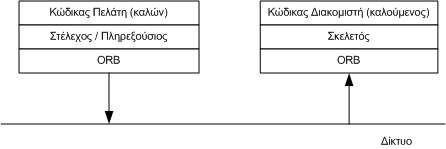 Κώδικας Πελάτη (καλών)
Στέλεχος / Πληρεξούσιος
ORB
Κώδικας Διακομιστή (καλούμενος)
Σκελετός
ORB
Δίκτυο